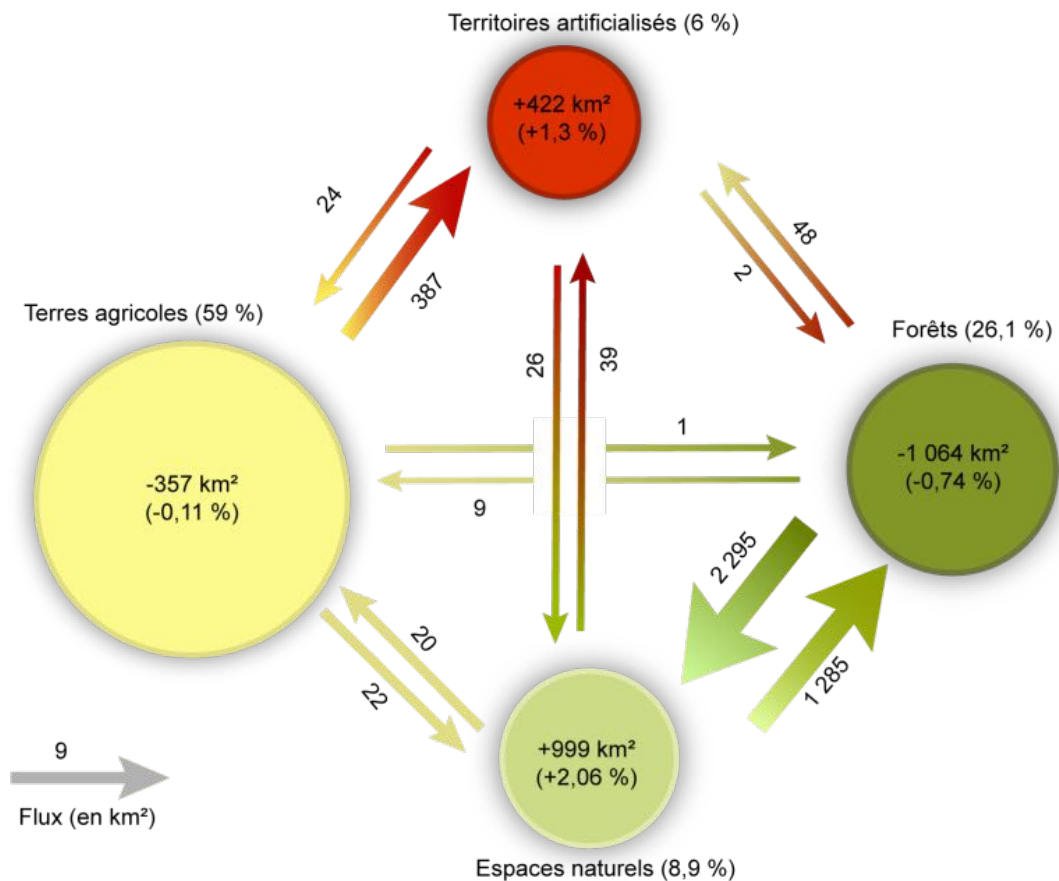 Territoires artificialisés (6 %)
+422 km²
(+1,3 %)
24
387
48
2
Terres agricoles (59 %)
Forêts (26,1 %)
26
39
1
-357 km²
(-0,11 %)
-1 064 km²
(-0,74 %)
9
2 295
1 285
20
22
+999 km²
(+2,06 %)
9
Flux (en km²)
Espaces naturels (8,9 %)